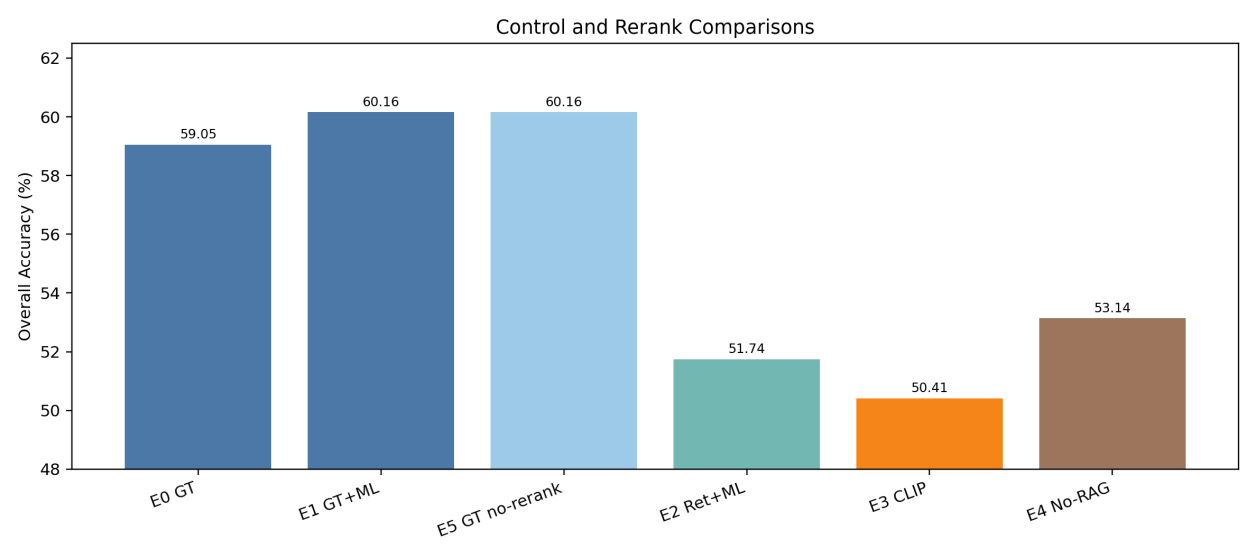 Control and Rerank Comparisons
Overall Accuracy (%)
62
60
58
56
54
52
50
48
59.05
60.16
60.16
51.74
50.41
53.14
E0 GT
E1 GT+ML
E5 GT no-rerank
E2 Ret+ML
E3 CLIP
E4 No-RAG